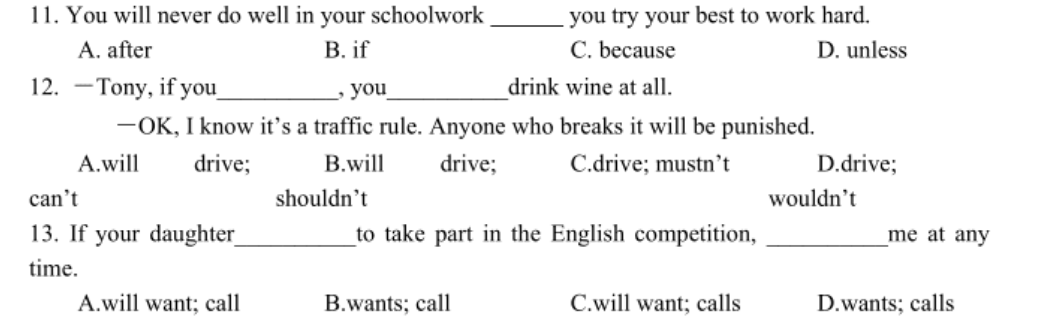 11. You will never do well in your schoolwork ______ you try your best to work hard.
A. after B. if C. because D. unless
12. －Tony, if you__________, you__________drink wine at all.
－OK, I know it’s a traffic rule. Anyone who breaks it will be punished.
A.will drive; B.will drive; C.drive; mustn’t D.drive;
can’t shouldn’t wouldn’t
13. If your daughter__________to take part in the English competition, __________me at any
time.
A.will want; call B.wants; call C.will want; calls D.wants; calls